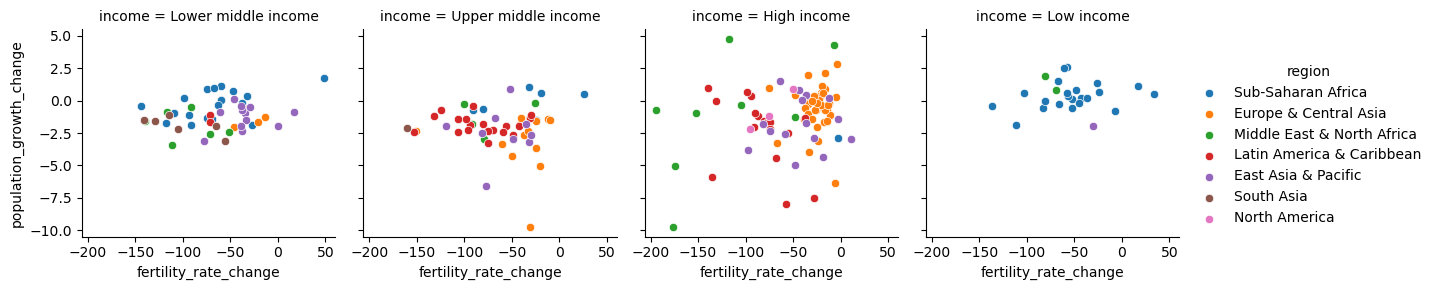 income = Lower middle income
income = Upper middle income
income = High income
income = Low income
population_growth_change
5.0
2.5
0.0
−2.5
−5.0
−7.5
−10.0
−200 −150 −100 −50 0 50
fertility_rate_change
−200 −150 −100 −50 0 50
fertility_rate_change
−200 −150 −100 −50 0 50
fertility_rate_change
−200 −150 −100 −50 0 50
fertility_rate_change
region
Sub-Saharan Africa
Europe & Central Asia
Middle East & North Africa
Latin America & Caribbean
East Asia & Pacific
South Asia
North America